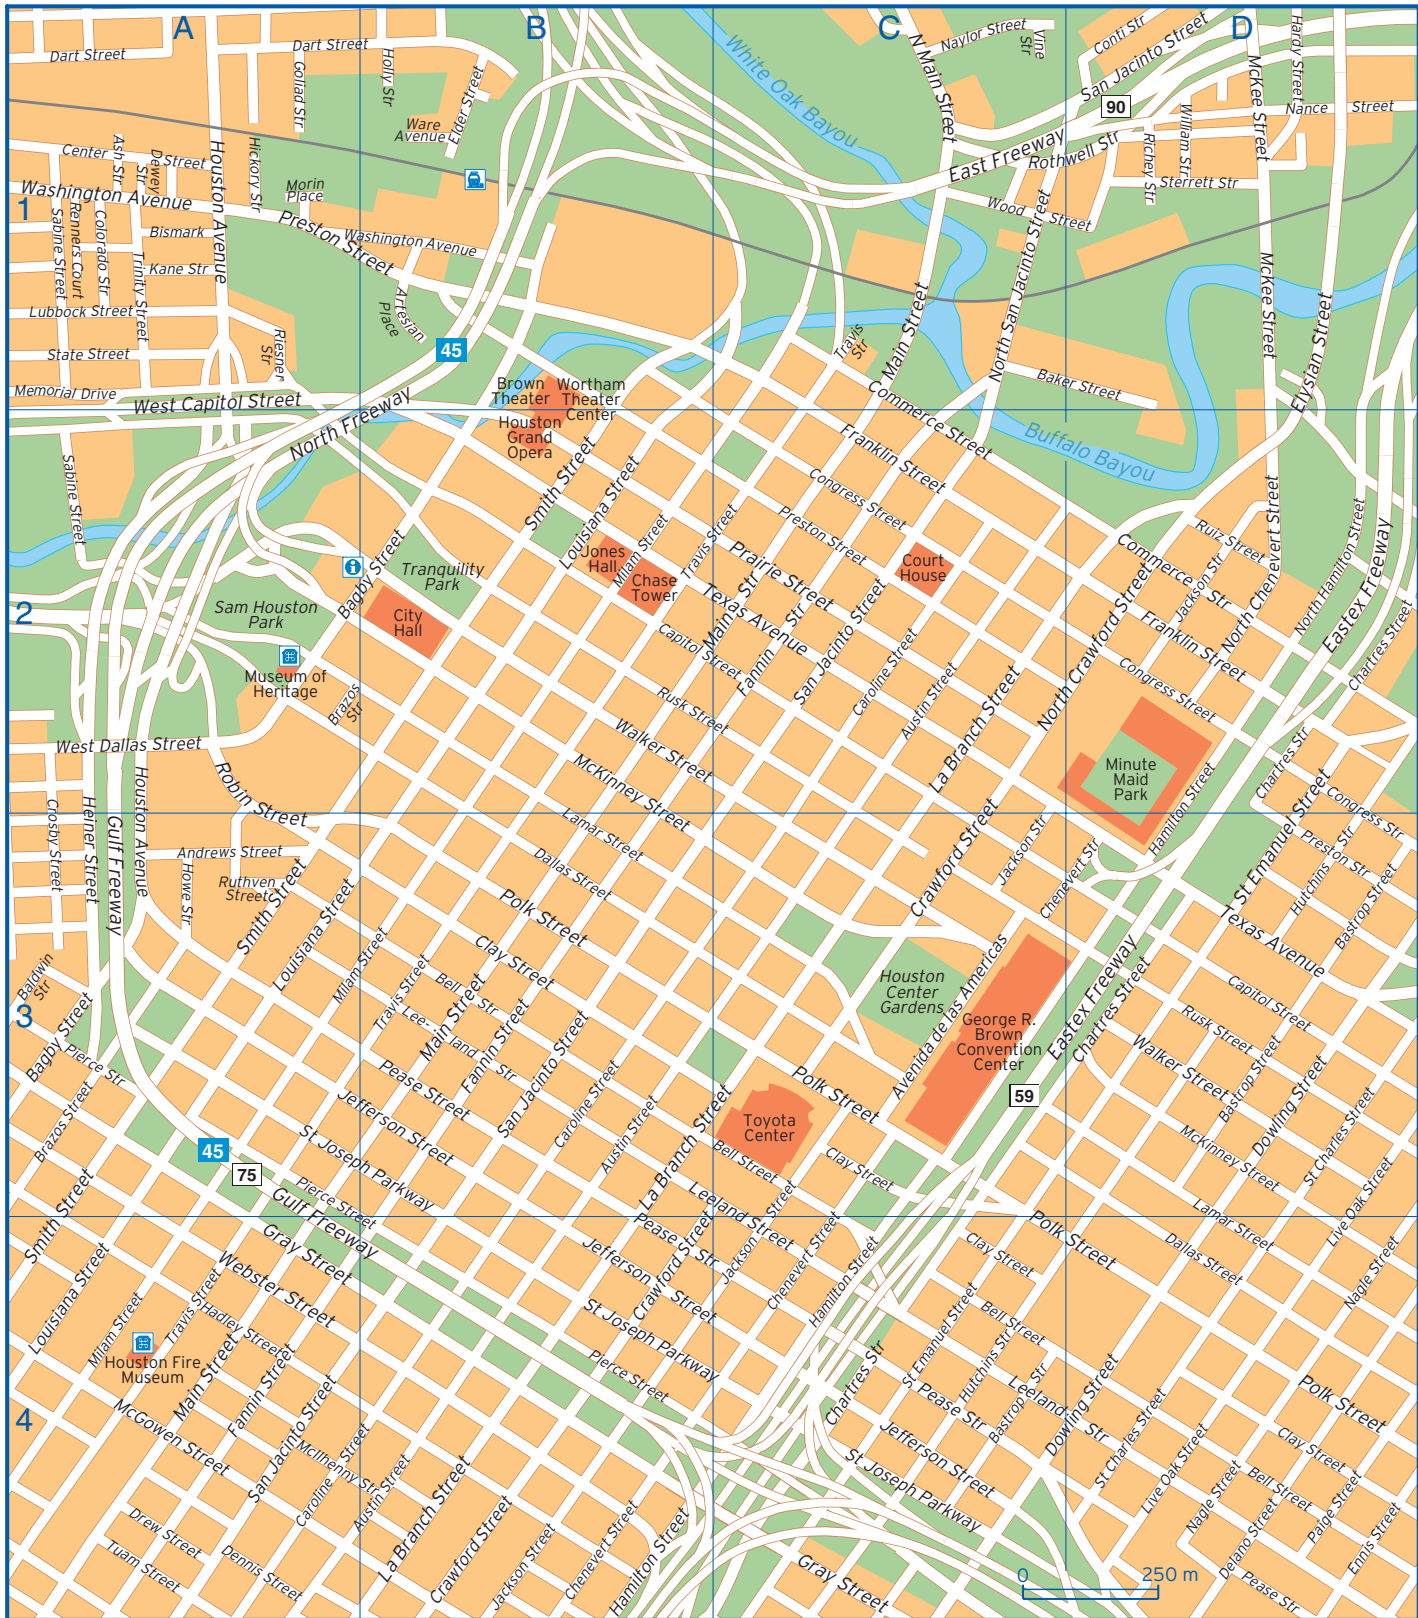 A
B
C
D
1
2
3
4
Dart Street
Dart Street
Goliad Str
Holly Str
Elder Street
Ware
Avenue
Center
Street
Ash Str
Dewey
Str
Houston Avenue
Hickory Str
Morin
Place
Washington Avenue
Preston Street
Washington Avenue
Sabine Street
Renners Court
Colorado Str
Trinity Street
Bismark
Kane Str
Lubbock Street
State Street
Riesner
Str
Artesian
Place
Memorial Drive
West Capitol Street
North Freeway
45
White Oak Bayou
Naylor Street
Vine
Str
N Main Street
Conti Str
San Jacinto Street
90
McKee Street
Hardy Street
Nance
Street
William Str
Richey Str
East Freeway
Rothwell Str
Sterrett Str
Wood
Street
North San Jacinto Street
McKee Street
Elysian Street
Travis
Str
C Main Street
Baker Street
Buffalo Bayou
Brown
Theater
Wortham
Theater
Center
Houston
Grand
Opera
Commerce Street
Franklin Street
Congress Street
Preston Street
Prairie Street
Texas Avenue
Capitol Street
Rusk Street
Walker Street
McKinney Street
Lamar Street
Dallas Street
Polk Street
Clay Street
Bell
Str
Lee-
land
Str
Pease Street
Jefferson Street
St Joseph Parkway
Pierce Street
Gulf Freeway
Gray Street
Webster Street
Hadley Street
McGowen Street
McIlhenny Str
Drew Street
Tuam Street
Dennis Street
Sabine Street
Smith Street
Louisiana Street
Milam Street
Travis Street
Main Str
Fannin
Str
San Jacinto Street
Caroline Street
Austin Street
La Branch Street
North Crawford Street
Jones
Hall
Chase
Tower
Court
House
Tranquility
Park
City
Hall
Bagby Street
Sam Houston
Park
Museum of
Heritage
Brazos
Str
Commerce
Str
Ruiz Street
Jackson Str
North Chenevert Street
Franklin Street
Congress Street
North Hamilton Street
Eastex Freeway
Chartres Street
Minute
Maid
Park
Hamilton Street
Chartres Str
St Emanuel Street
Congress Str
Preston Str
Hutchins
Str
Bastrop Street
Texas Avenue
Capitol Street
Rusk Street
Walker Street
Bastrop Street
Dowling Street
McKinney Street
St Charles Street
Live Oak Street
Lamar Street
Dallas Street
Nagle Street
West Dallas Street
Robin Street
Crosby Street
Heiner Street
Gulf Freeway
Houston Avenue
Andrews Street
Ruthven
Street
Howe Str
Smith Street
Louisiana Street
Milam Street
Travis Street
Main Street
Fannin Street
San Jacinto Street
Caroline Street
Austin Street
La Branch Street
Crawford Street
Jackson Str
Chenevert Str
Houston
Center
Gardens
Avenida de las Americas
George R.
Brown
Convention
Center
Eastex Freeway
Chartres Street
59
Polk Street
Toyota
Center
Bell Street
Clay Street
Leeland
Street
Pease
Str
Jefferson
Street
St Joseph Parkway
Pierce Street
Crawford Street
Jackson
Street
Chenevert Street
Hamilton Street
Baldwin
Str
Bagby Street
Pierce Str
Brazos Street
Smith Street
45
75
Louisiana Street
Milam Street
Travis Street
Houston Fire
Museum
Main Street
Fannin Street
San Jacinto Street
Caroline
Street
Austin Street
La Branch Street
Crawford Street
Jackson Street
Chenevert Street
Hamilton Street
Polk Street
Clay Street
Bell Street
St Emanuel Street
Hutchins Str
Leeland
Str
Bastrop
Str
Pease Str
Dowling Street
Chartres Str
Jefferson Street
St Joseph Parkway
St Charles Street
Live Oak Street
Nagle Street
Delano Street
Polk Street
Clay Street
Bell Street
Paige Street
Ennis Street
Pease Str
Gray Street
0
250 m